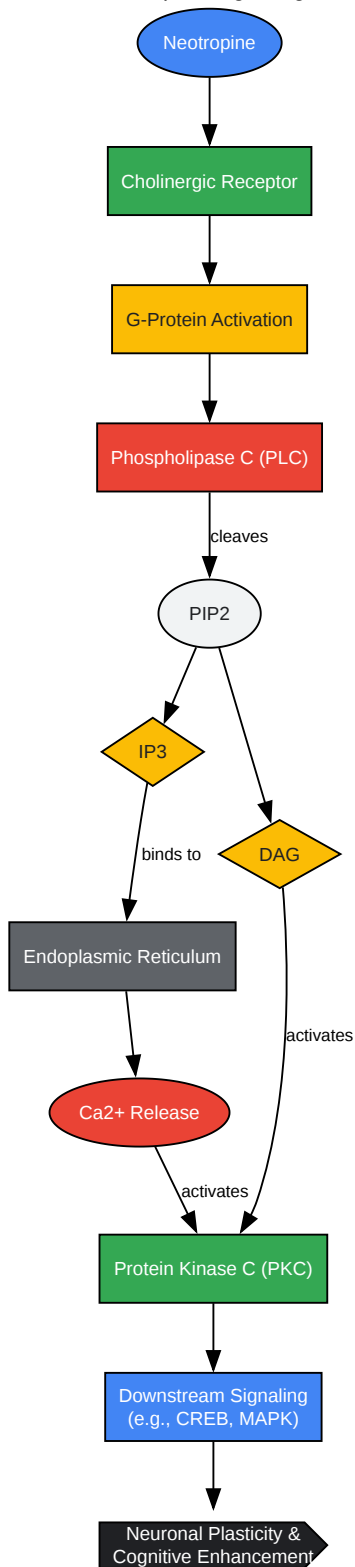 Neotropine
Cholinergic Receptor
G-Protein Activation
Phospholipase C (PLC)
cleaves
PIP2
IP3
DAG
binds to
Endoplasmic Reticulum
activates
Ca2+ Release
activates
Protein Kinase C (PKC)
Downstream Signaling
(e.g., CREB, MAPK)
Neuronal Plasticity &
Cognitive Enhancement